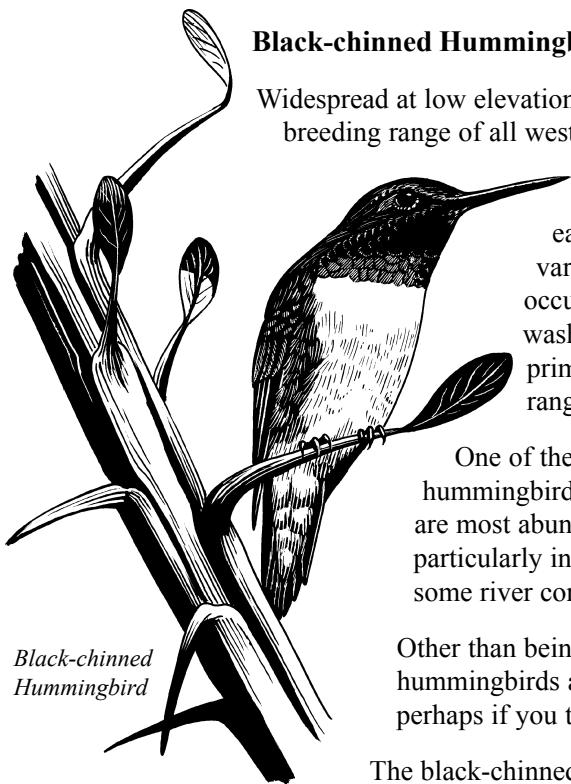 Black-chinned Hummingb
Widespread at low elevation
breeding range of all west
ea
var
occu
wash
prim
rang
One of the
hummingbird
are most abun
particularly in
some river cor
Other than bein
hummingbirds a
perhaps if you t
The black-chinned
Black-chinned
Hummingbird